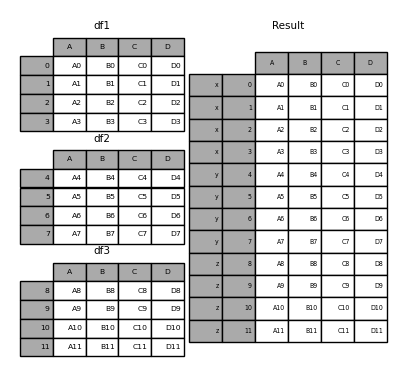 df1
A B C D
0 A0 B0 C0 D0
1 A1 B1 C1 D1
2 A2 B2 C2 D2
3 A3 B3 C3 D3
df2
A B C D
4 A4 B4 C4 D4
5 A5 B5 C5 D5
6 A6 B6 C6 D6
7 A7 B7 C7 D7
df3
A B C D
8 A8 B8 C8 D8
9 A9 B9 C9 D9
10 A10 B10 C10 D10
11 A11 B11 C11 D11
Result
A B C D
x 0 A0 B0 C0 D0
x 1 A1 B1 C1 D1
x 2 A2 B2 C2 D2
x 3 A3 B3 C3 D3
y 4 A4 B4 C4 D4
y 5 A5 B5 C5 D5
y 6 A6 B6 C6 D6
y 7 A7 B7 C7 D7
z 8 A8 B8 C8 D8
z 9 A9 B9 C9 D9
z 10 A10 B10 C10 D10
z 11 A11 B11 C11 D11